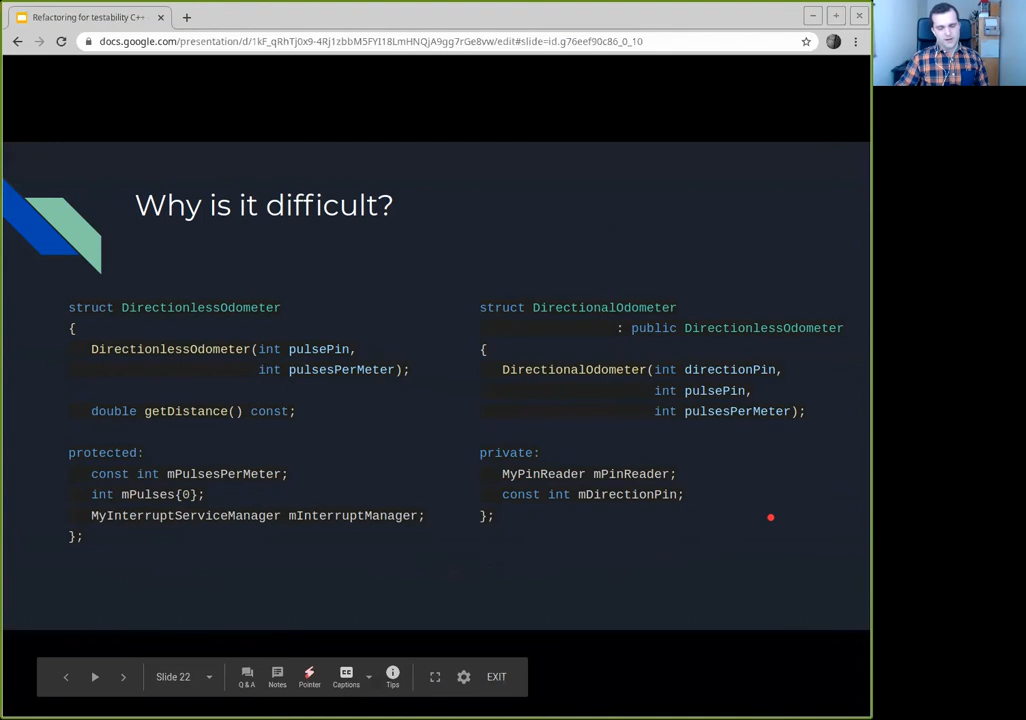 Refactoring for testability C++
docs.google.com/presentation/d/1kF_qRhTj0x9-4Rj1zbbM5FYI18LmHNQjA9gg7rGe8vw/edit#slide=id.g76eef90c86_0_10
Why is it difficult?
struct DirectionlessOdometer
{
DirectionlessOdometer(int pulsePin,
int pulsesPerMeter);
double getDistance() const;
protected:
const int mPulsesPerMeter;
int mPulses{0};
MyInterruptServiceManager mInterruptManager;
};
struct DirectionalOdometer
: public DirectionlessOdometer
{
DirectionalOdometer(int directionPin,
int pulsePin,
int pulsesPerMeter);
private:
MyPinReader mPinReader;
const int mDirectionPin;
};
Slide 22
Q & A
Notes
Pointer
CC
Captions
Tips
EXIT